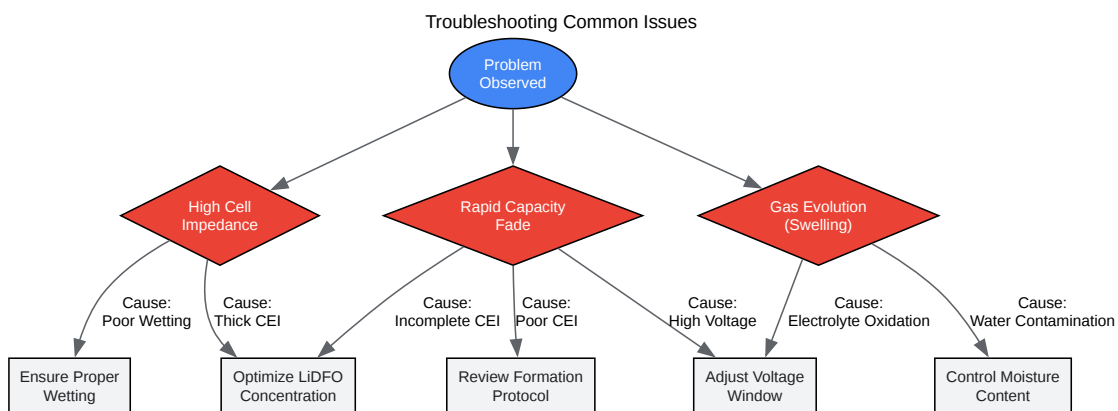 Troubleshooting Common Issues
Problem
Observed
High Cell
Impedance
Rapid Capacity
Fade
Gas Evolution
(Swelling)
Cause:
Poor Wetting
Cause:
Thick CEI
Cause:
Incomplete CEI
Cause:
Poor CEI
Cause:
High Voltage
Cause:
Electrolyte Oxidation
Cause:
Water Contamination
Ensure Proper
Wetting
Optimize LiDFO
Concentration
Review Formation
Protocol
Adjust Voltage
Window
Control Moisture
Content